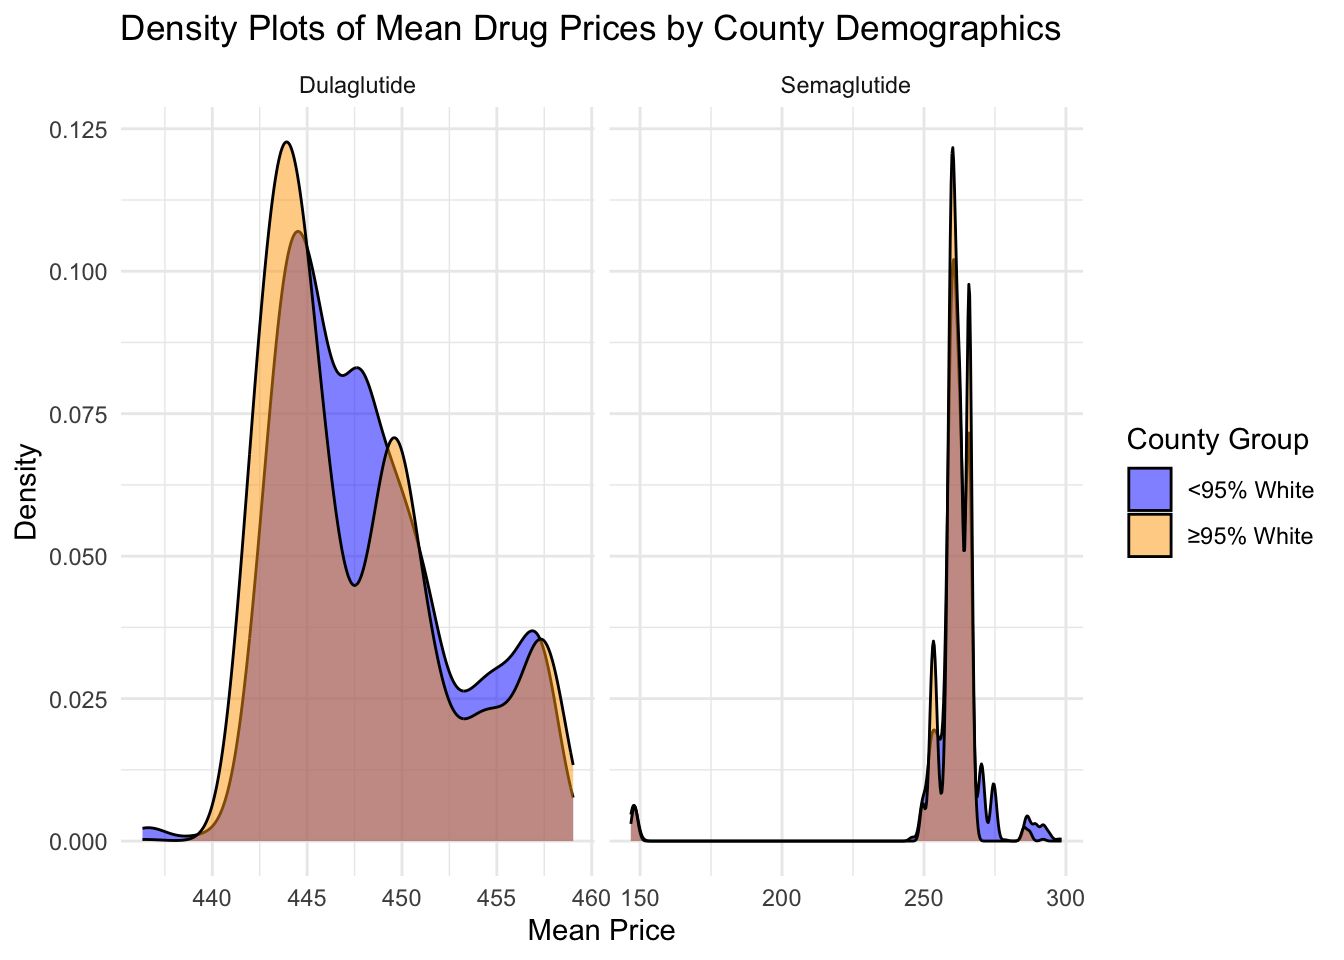 Density Plots of Mean Drug Prices by County Demographics
Dulaglutide
Semaglutide
0.125
0.100
0.075
0.050
0.025
0.000
Density
440 445 450 455 460
150 200 250 300
Mean Price
County Group
<95% White
≥95% White